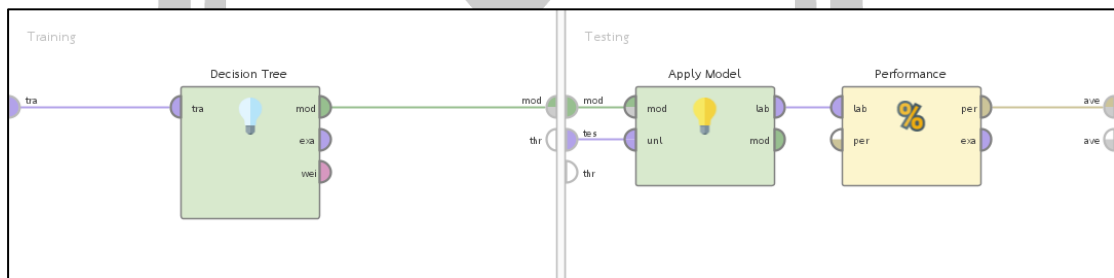 Training
Testing
Decision Tree
Apply Model
Performance
tra
tra
mod
mod
mod
mod
lab
lab
per
ave
exa
thr
tes
unl
mod
per
exa
ave
wei
thr
%